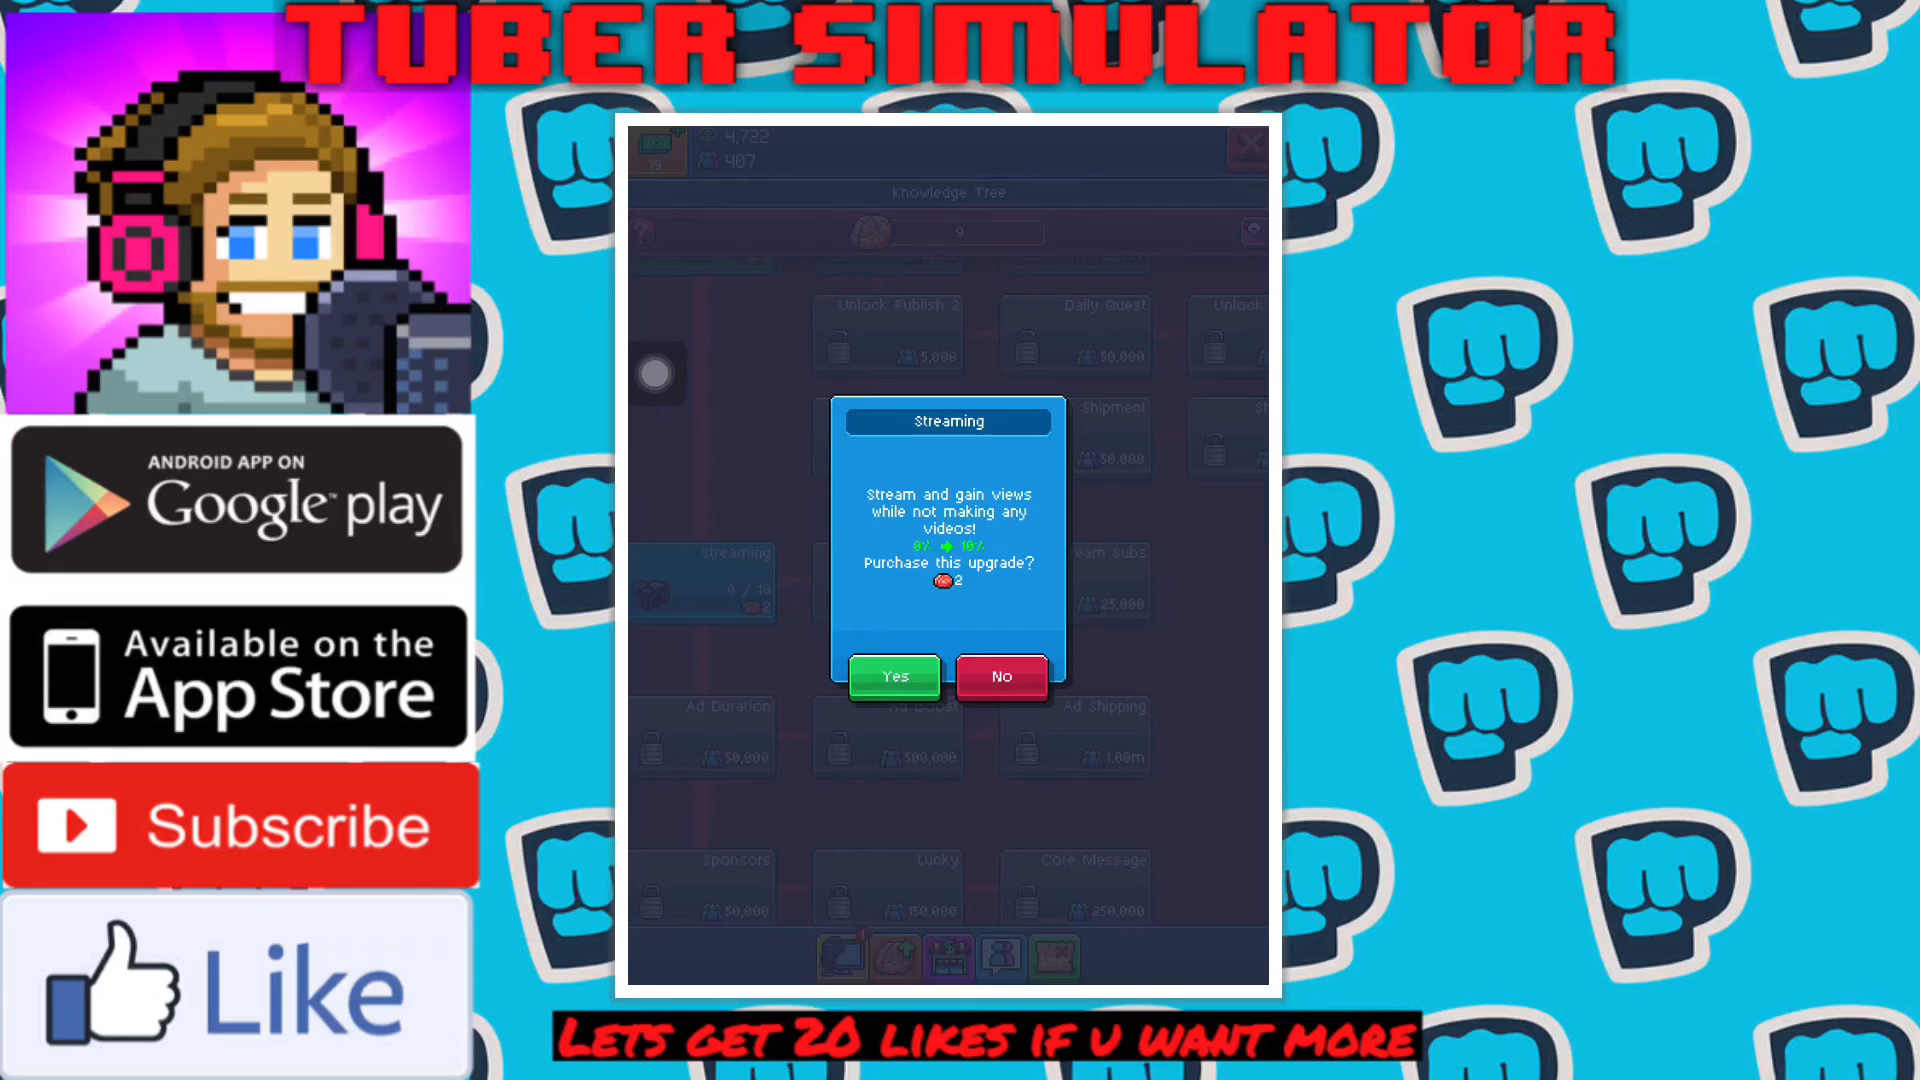 TUBER SIMULATOR
4,722
19
407
Knowledge Tree
?
9
Unlock Publish 2
Daily Quest
Unlock
5,000
50,000
Shipment
50,000
Streaming
Stream and gain views
while not making any
videos!
0% 10%
Purchase this upgrade?
2
Yes
No
Streaming
0 / 10
2
eam Subs
25,000
Ad Duration
Ad Boost
Ad Shipping
50,000
500,000
1.00m
Sponsors
Lucky
Core Message
50,000
150,000
250,000
ANDROID APP ON
Google play
Available on the
App Store
Subscribe
Like
LETS GET 20 LIKES IF U WANT MORE